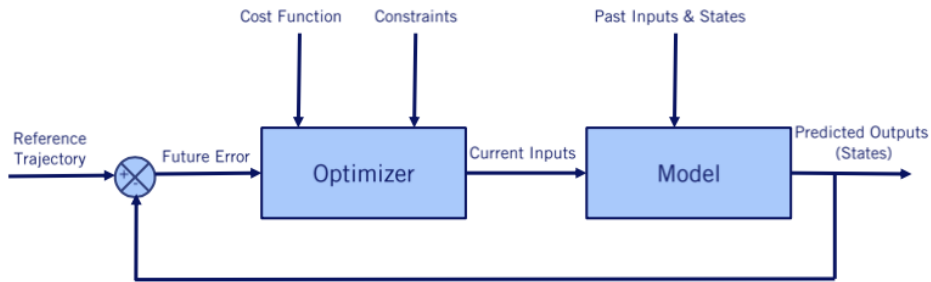 Cost Function
Constraints
Past Inputs & States
Reference
Trajectory
Predicted Outputs
(States)
+
-
Future Error
Optimizer
Current Inputs
Model